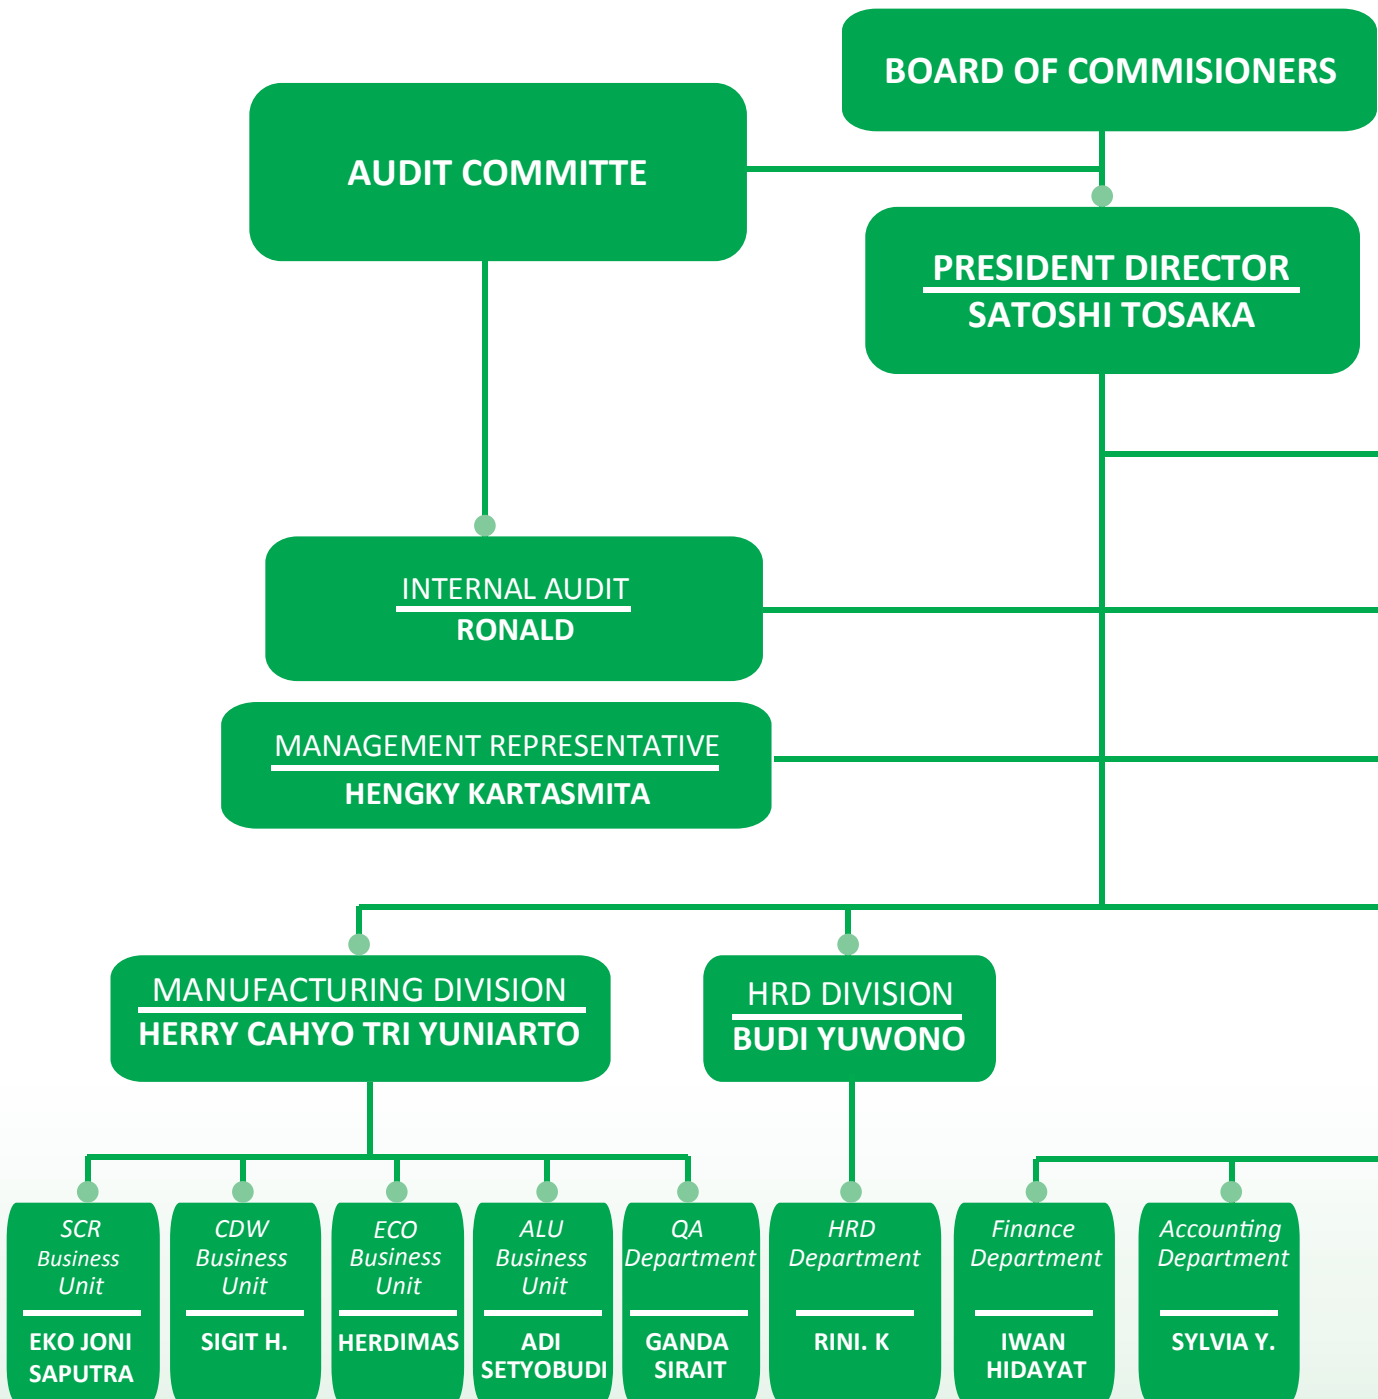 BOARD OF COMMISIONERS
AUDIT COMMITTE
PRESIDENT DIRECTOR
SATOSHI TOSAKA
INTERNAL AUDIT
RONALD
MANAGEMENT REPRESENTATIVE
HENGKY KARTASMITA
MANUFACTURING DIVISION
HERRY CAHYO TRI YUNIARTO
HRD DIVISION
BUDI YUWONO
SCR
Business
Unit
EKO JONI
SAPUTRA
CDW
Business
Unit
SIGIT H.
ECO
Business
Unit
HERDIMAS
ALU
Business
Unit
ADI
SETYOBUDI
QA
Department
GANDA
SIRAIT
HRD
Department
RINI. K
Finance
Department
IWAN
HIDAYAT
Accounting
Department
SYLVIA Y.